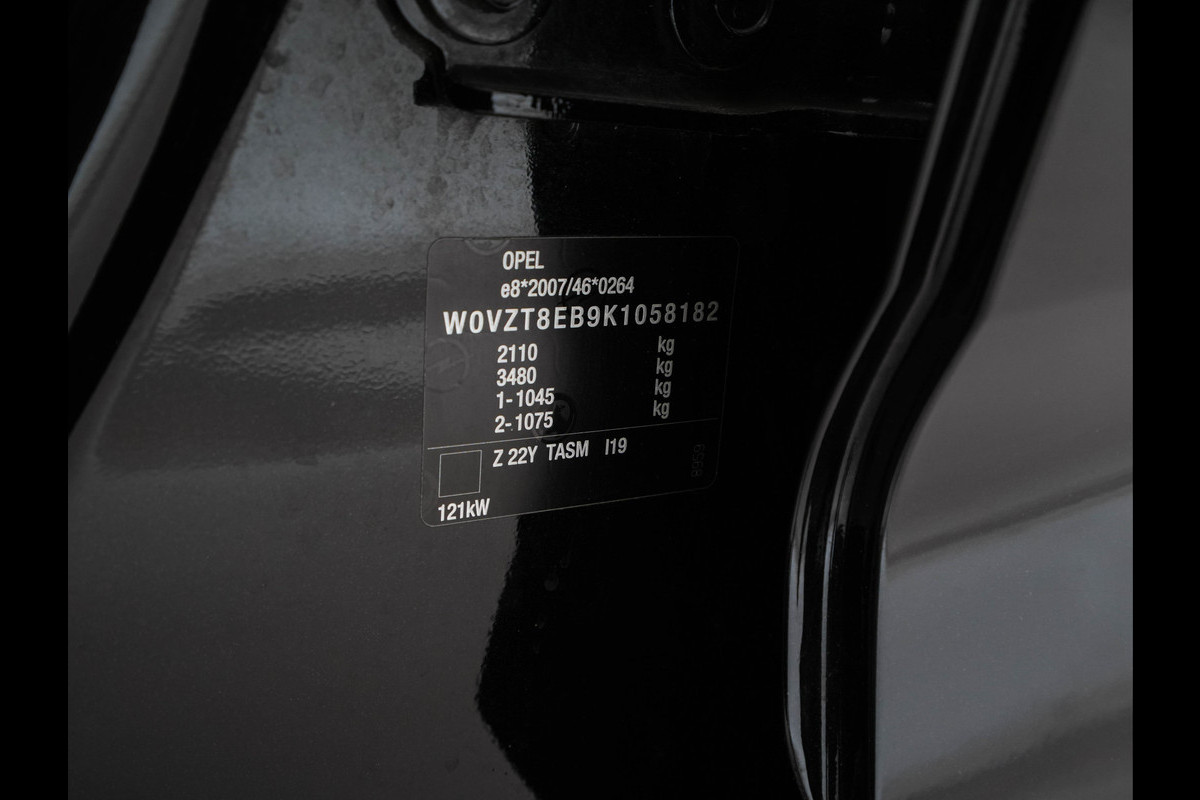 OPEL
e8*2007/46*0264
W0VZT8EB9K1058182
2110 kg
3480 kg
1-1045 kg
2-1075 kg
Z 22Y TASM I19
121kW